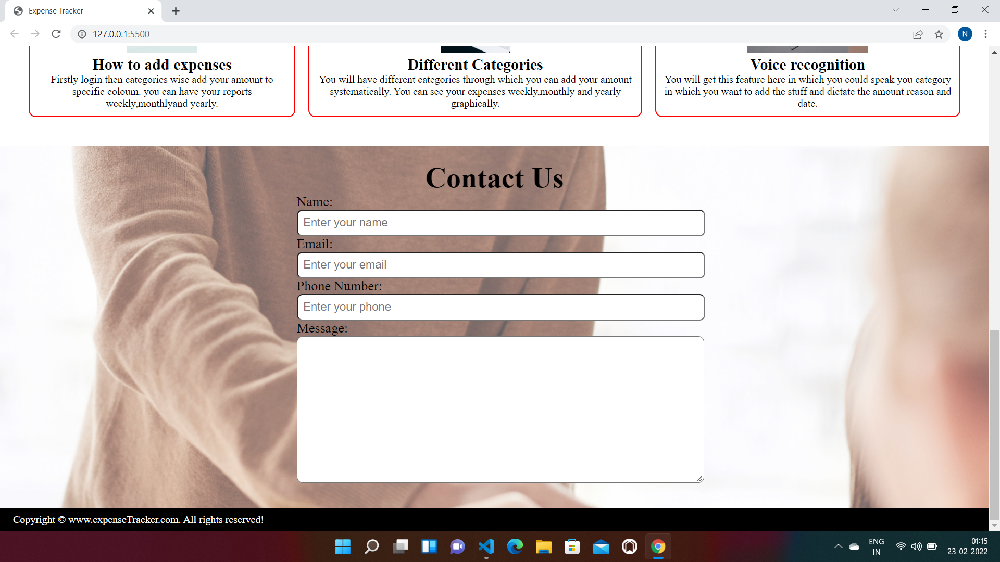 Expense Tracker
127.0.0.1:5500
N
How to add expenses
Firstly login then categories wise add your amount to
specific coloum. you can have your reports
weekly,monthlyand yearly.
Different Categories
You will have different categories through which you can add your amount
systematically. You can see your expenses weekly,monthly and yearly
graphically.
Voice recognition
You will get this feature here in which you could speak you category
in which you want to add the stuff and dictate the amount reason and
date.
Contact Us
Name:
Enter your name
Email:
Enter your email
Phone Number:
Enter your phone
Message:
Copyright © www.expenseTracker.com. All rights reserved!
ENG
IN
01:15
23-02-2022